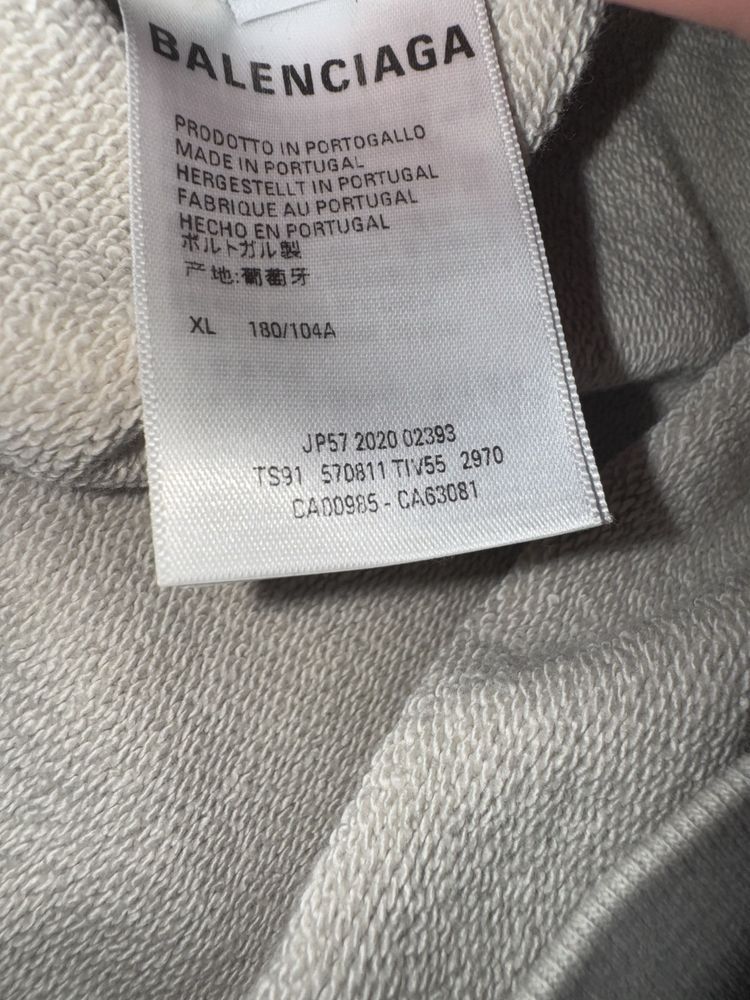 BALENCIAGA
PRODOTTO IN PORTOGALLO
MADE IN PORTUGAL
HERGESTELLT IN PORTUGAL
FABRIQUE AU PORTUGAL
HECHO EN PORTUGAL
ポルトガル製
产地:葡萄牙
XL 180/104A
JP57 2020 02393
TS91 570811 TIV55 2970
CA00985 - CA63081